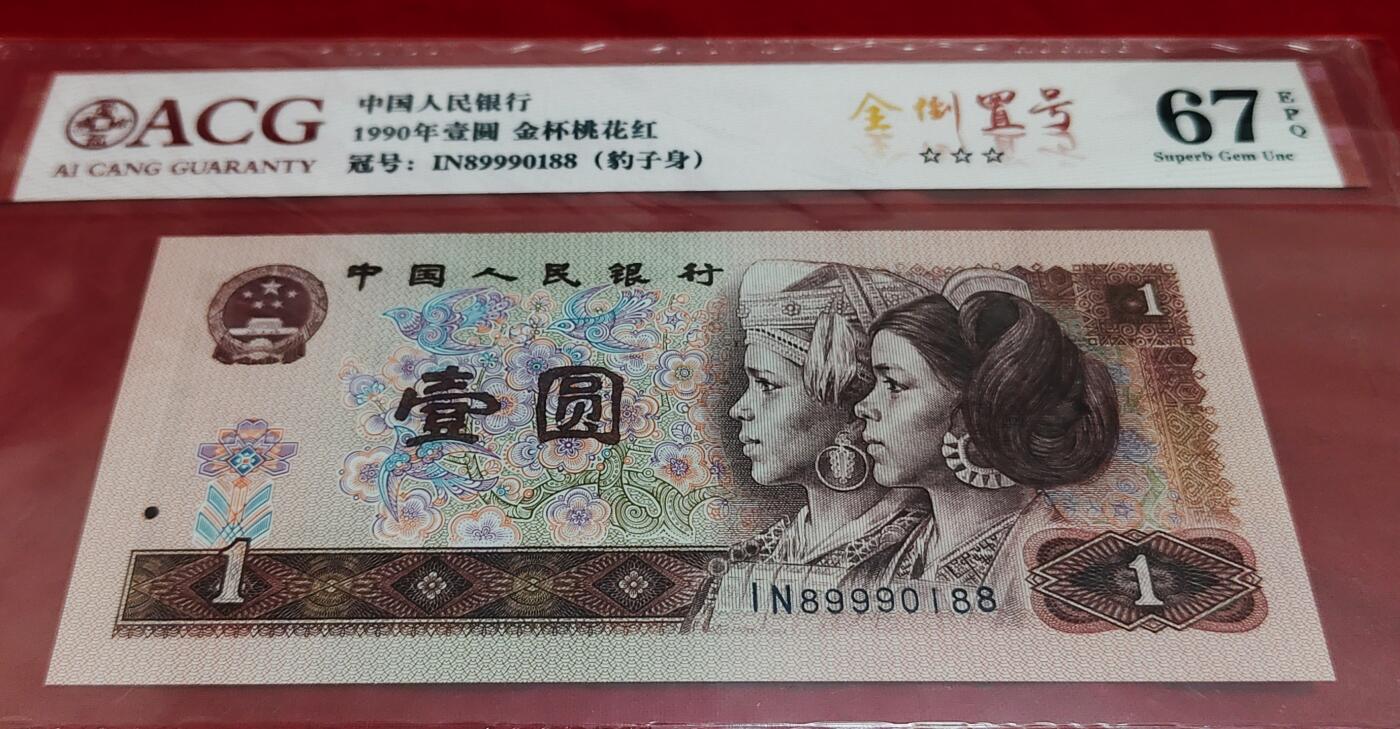 ACG
AI CANG GUARANTY
中国人民银行
1990年壹圆 金杯桃花红
冠号：IN89990188（豹子身）
全倒置号
☆☆☆
67
EPQ
Superb Gem Unc
中国人民银行
1
壹圆
1
IN89990188
1